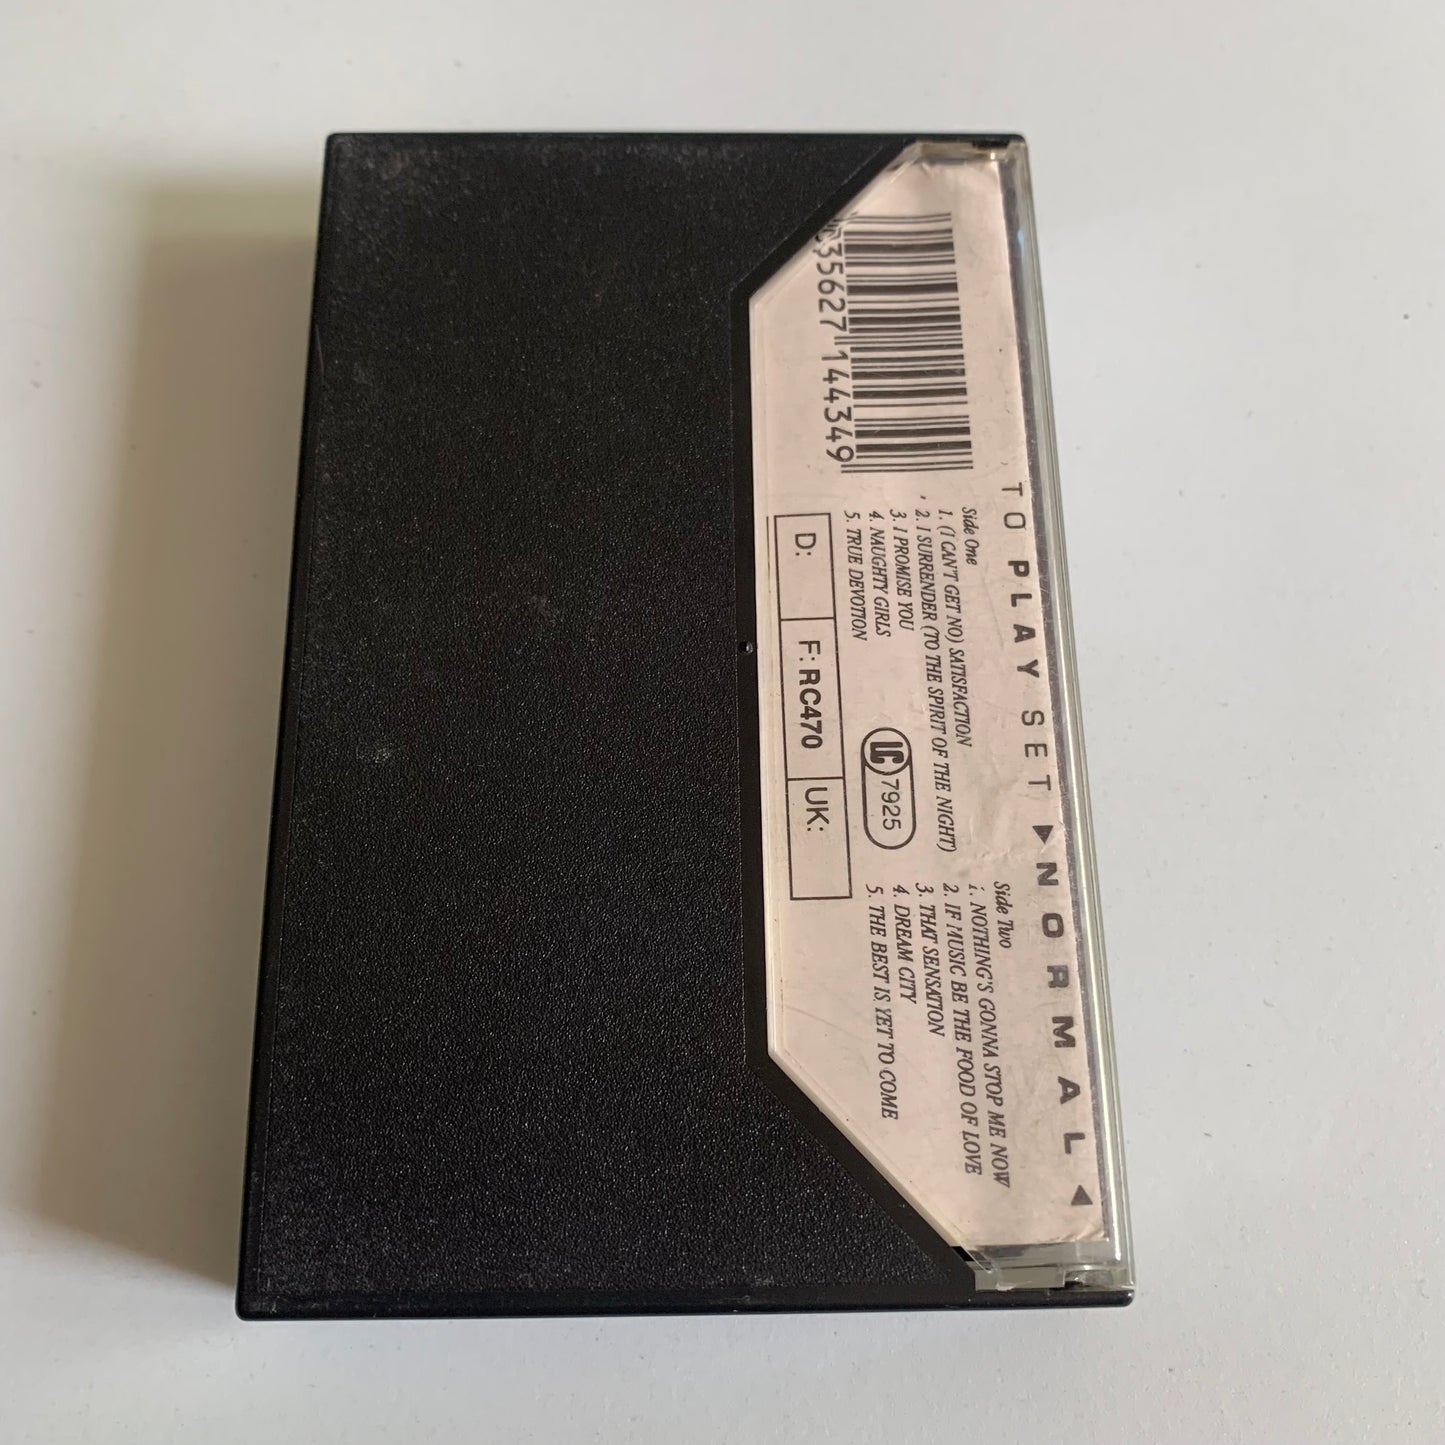 35627 144349
TO PLAY SET ▶NORMAL◀
Side One
1. (I CAN'T GET NO) SATISFACTION
2. I SURRENDER (TO THE SPIRIT OF THE NIGHT)
3. I PROMISE YOU
4. NAUGHTY GIRLS
5. TRUE DEVOTION
Side Two
1. NOTHING'S GONNA STOP ME NOW
2. IF MUSIC BE THE FOOD OF LOVE
3. THAT SENSATION
4. DREAM CITY
5. THE BEST IS YET TO COME
LC 7925
D: F: RC470 UK: